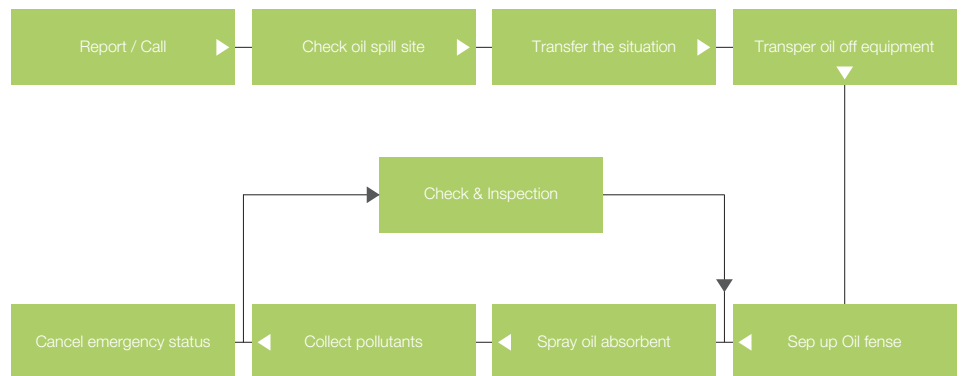 Report / Call
Check oil spill site
Transfer the situation
Transper oil off equipment
Check & Inspection
Cancel emergency status
Collect pollutants
Spray oil absorbent
Sep up Oil fense